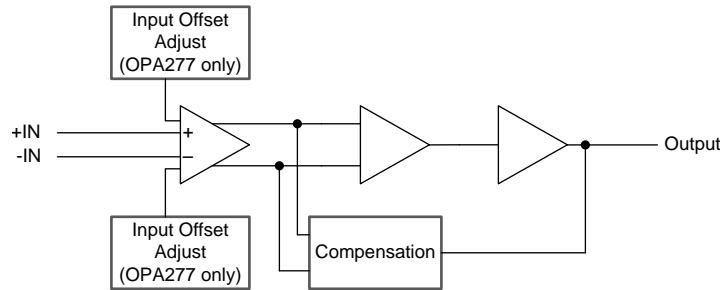 Input Offset
Adjust
(OPA277 only)
+IN
-IN
+
−
Output
Input Offset
Adjust
(OPA277 only)
Compensation